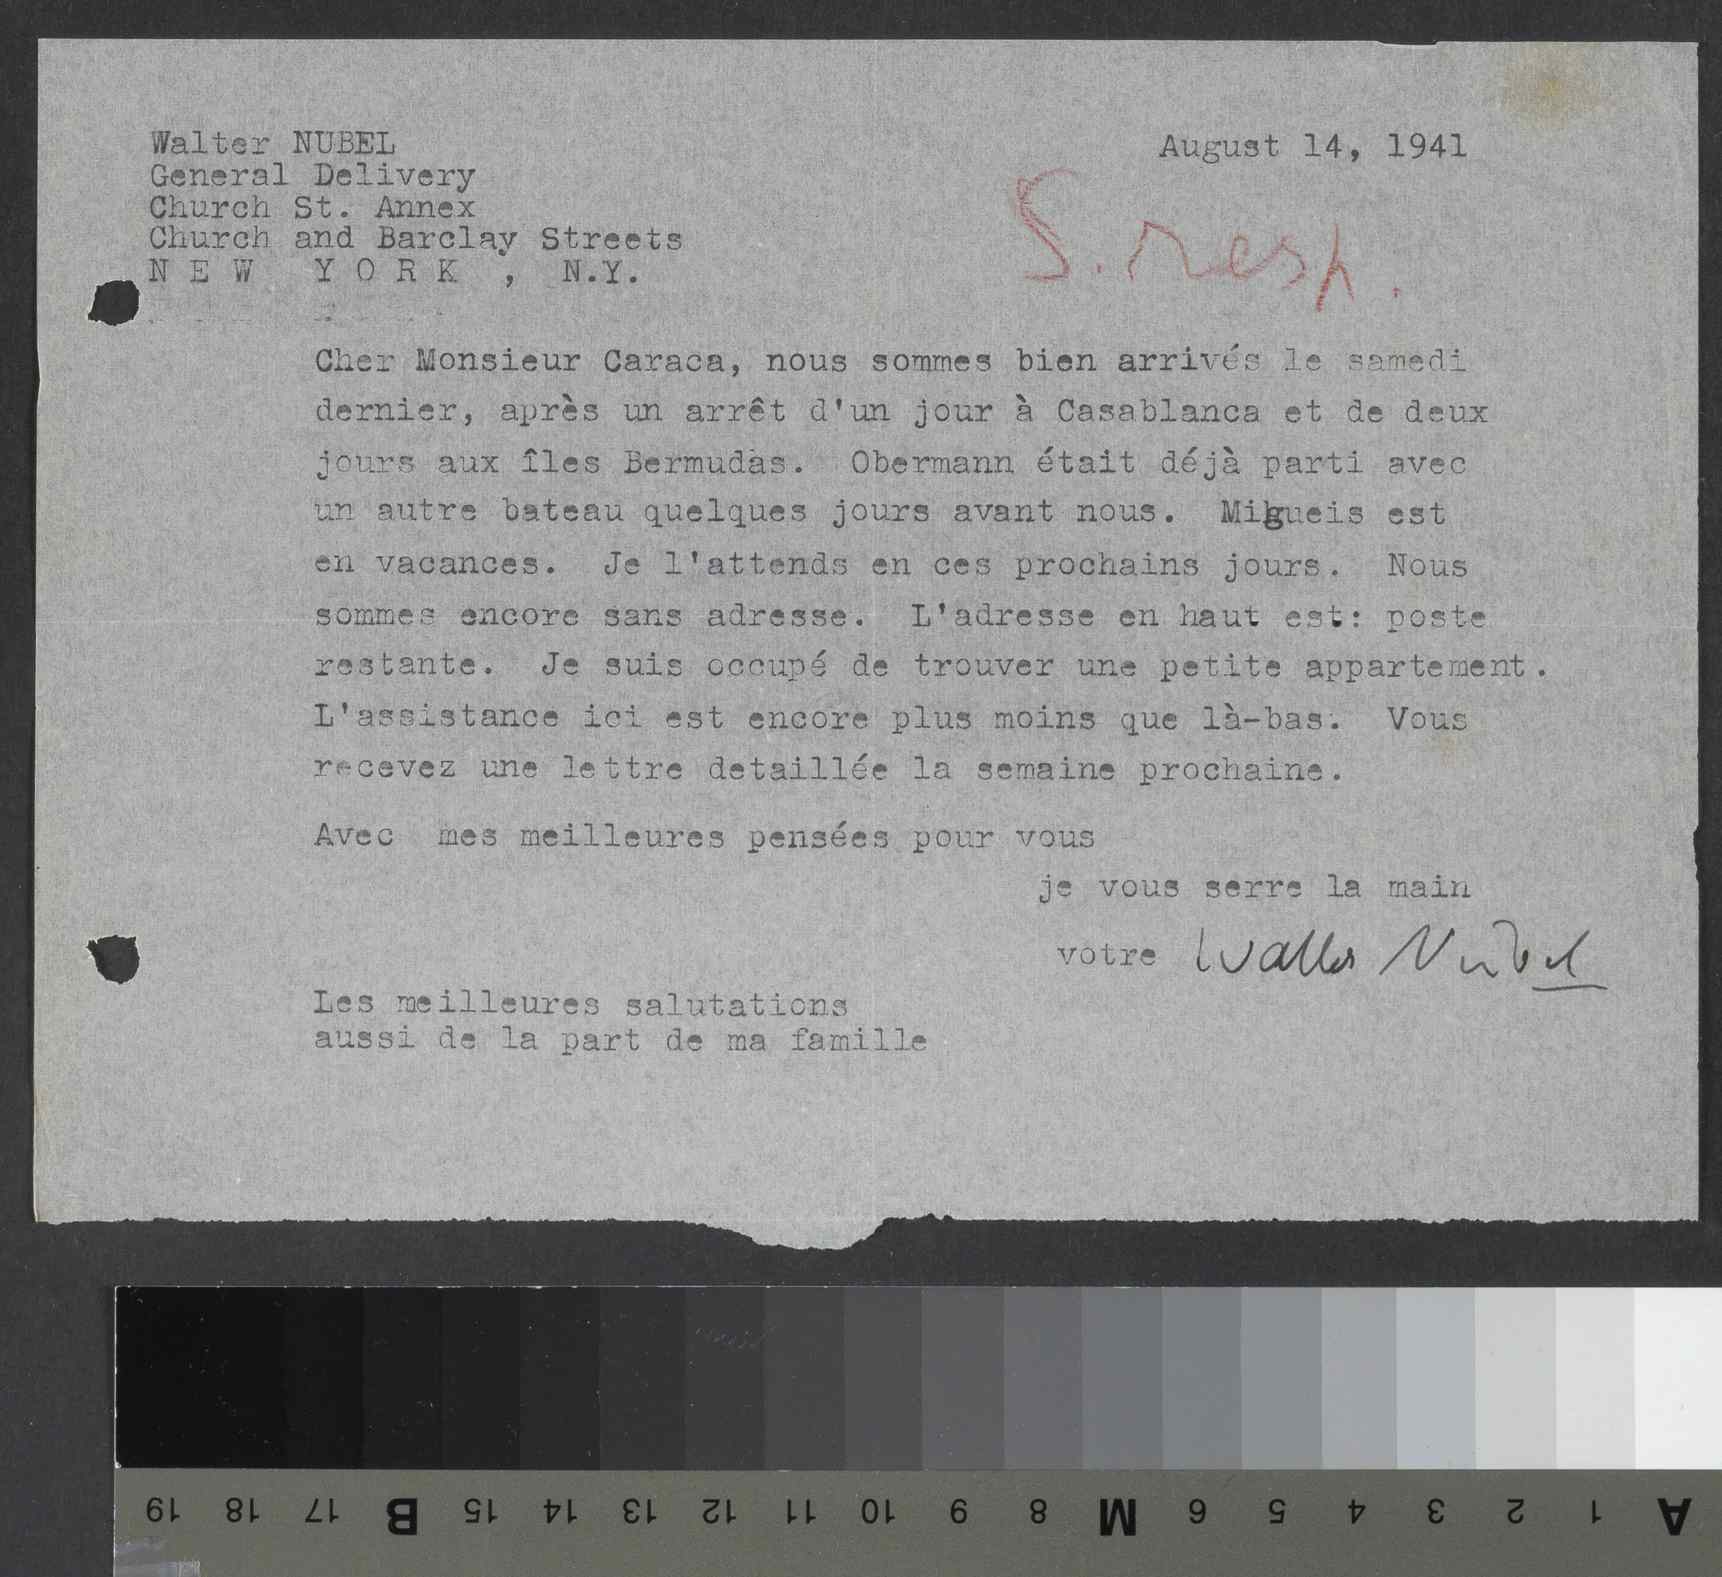 Walter NUBEL
General Delivery
Church St. Annex
Church and Barclay Streets
N E W  Y O R K , N.Y.
August 14, 1941
S. resp.
Cher Monsieur Caraca, nous sommes bien arrivés le samedi
dernier, après un arrêt d'un jour à Casablanca et de deux
jours aux îles Bermudas. Obermann était déjà parti avec
un autre bateau quelques jours avant nous. Migueis est
en vacances. Je l'attends en ces prochains jours. Nous
sommes encore sans adresse. L'adresse en haut est: poste
restante. Je suis occupé de trouver une petite appartement.
L'assistance ici est encore plus moins que là-bas. Vous
recevez une lettre detaillée la semaine prochaine.
Avec mes meilleures pensées pour vous
je vous serre la main
votre Walter Nubel
Les meilleures salutations
aussi de la part de ma famille
19 18 17 B 15 14 13 12 11 10 9 8 M 6 5 4 3 2 1 A